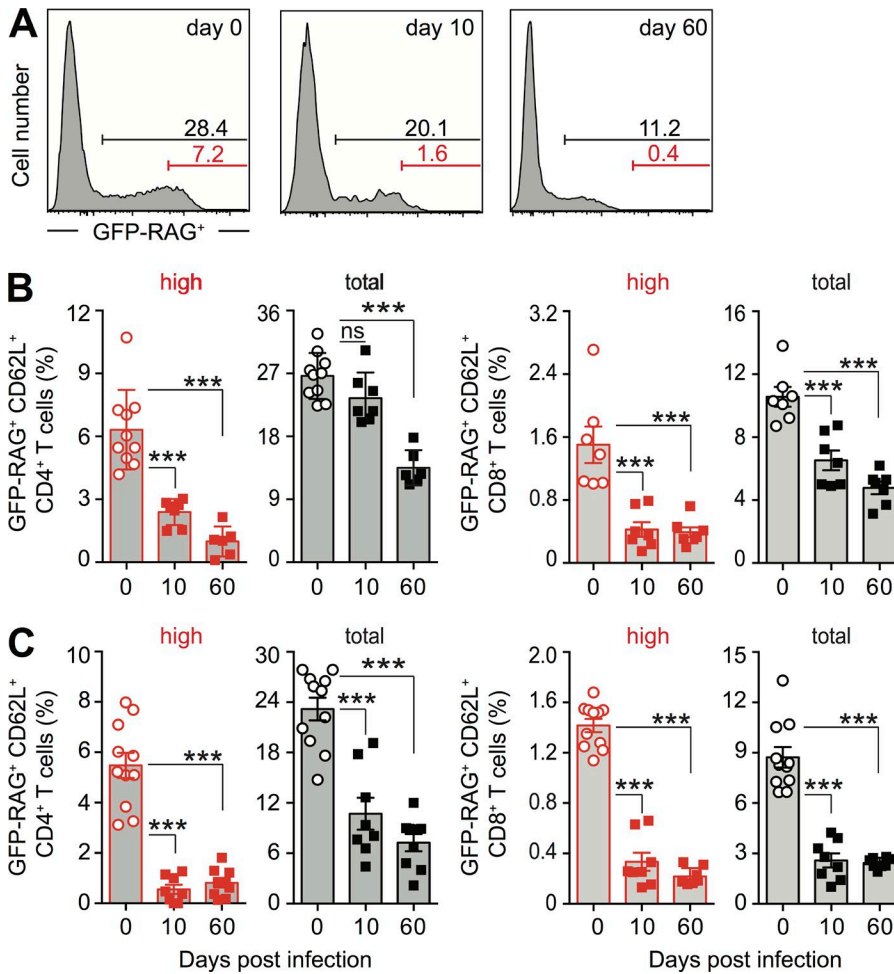 A
day 0
day 10
day 60
Cell number
28.4
7.2
20.1
1.6
11.2
0.4
GFP-RAG⁺
B
high
total
high
total
GFP-RAG⁺ CD62L⁺
CD4⁺ T cells (%)
12
9
6
3
0
***
***
0 10 60
36
27
18
9
0
ns
***
0 10 60
GFP-RAG⁺ CD62L⁺
CD8⁺ T cells (%)
3.2
2.4
1.6
0.8
0
***
***
0 10 60
16
12
8
4
0
***
***
0 10 60
C
high
total
high
total
GFP-RAG⁺ CD62L⁺
CD4⁺ T cells (%)
10
8
6
4
2
0
***
***
0 10 60
30
24
18
12
6
0
***
***
0 10 60
GFP-RAG⁺ CD62L⁺
CD8⁺ T cells (%)
2.0
1.6
1.2
0.8
0.4
0
***
***
0 10 60
15
12
9
6
3
0
***
***
0 10 60
Days post infection
Days post infection